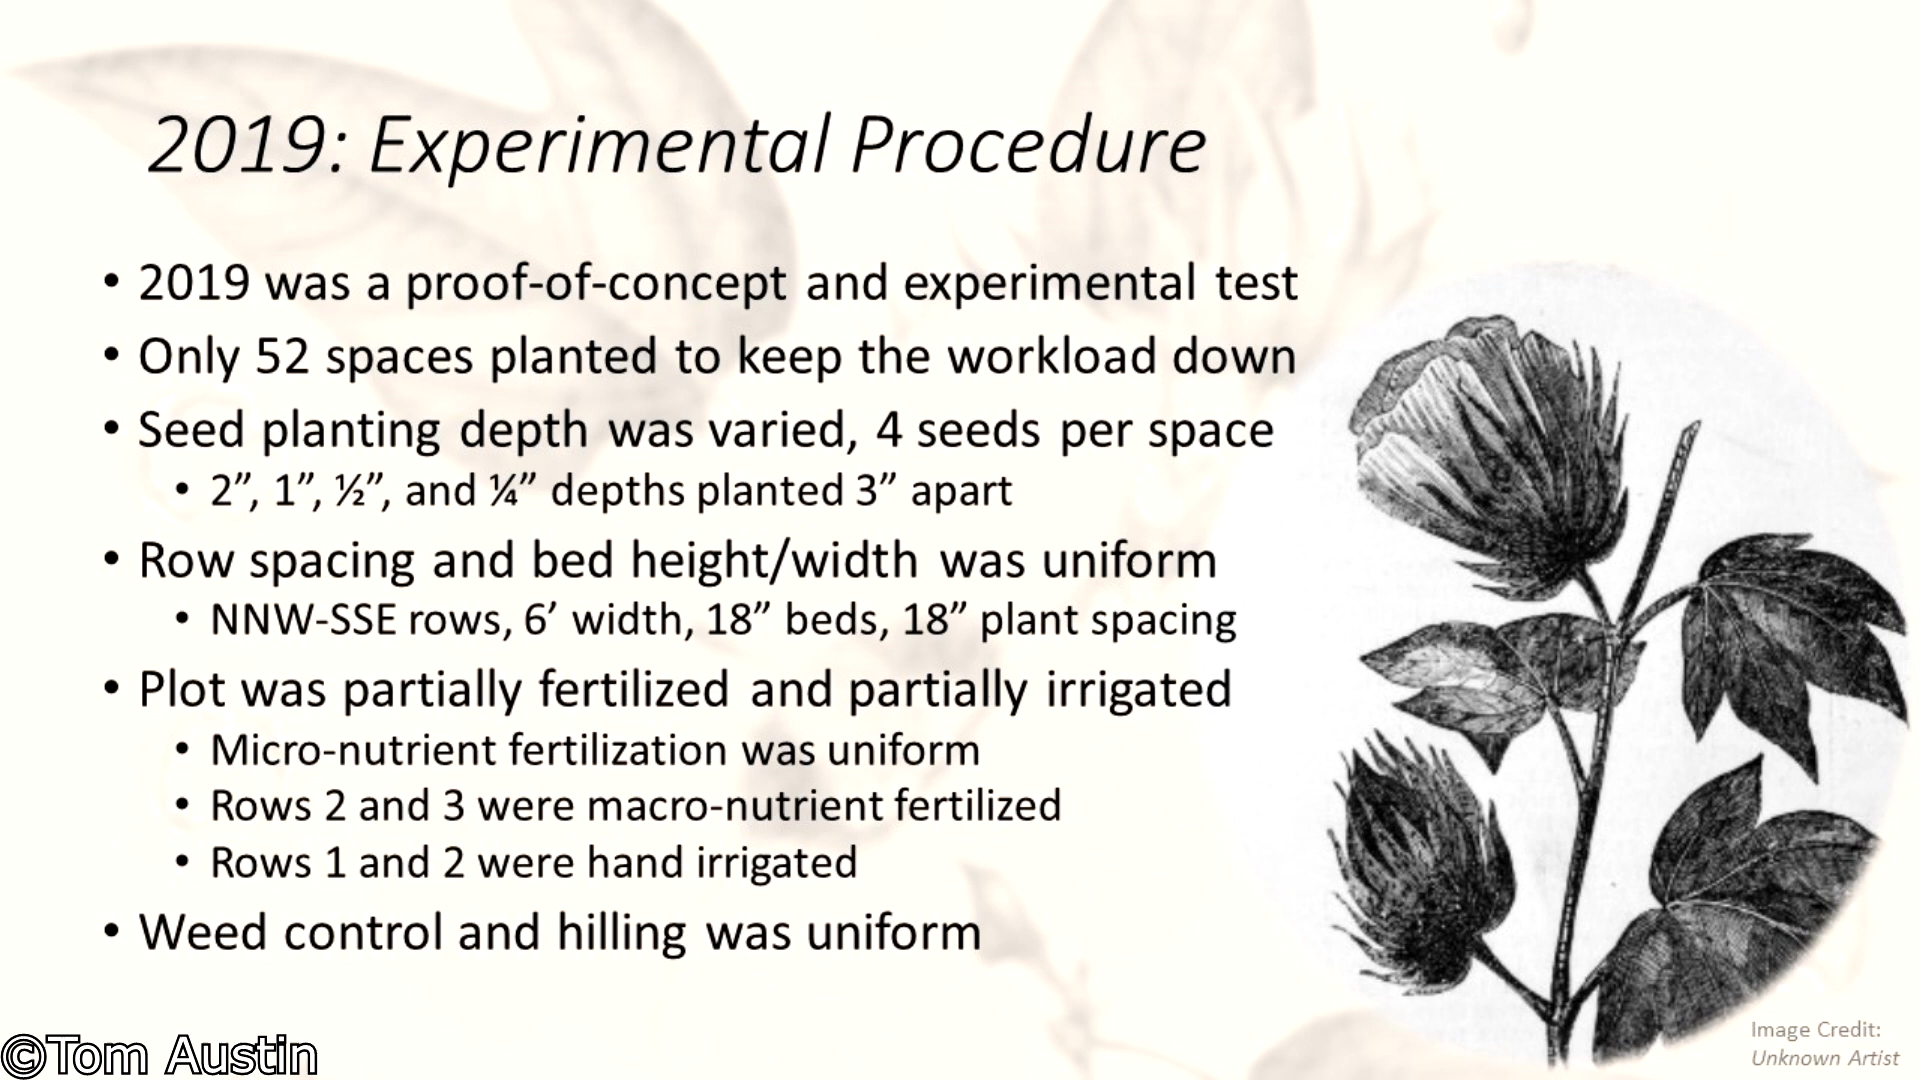 2019: Experimental Procedure
• 2019 was a proof-of-concept and experimental test
• Only 52 spaces planted to keep the workload down
• Seed planting depth was varied, 4 seeds per space
• 2”, 1”, ½”, and ¼” depths planted 3” apart
• Row spacing and bed height/width was uniform
• NNW-SSE rows, 6’ width, 18” beds, 18” plant spacing
• Plot was partially fertilized and partially irrigated
• Micro-nutrient fertilization was uniform
• Rows 2 and 3 were macro-nutrient fertilized
• Rows 1 and 2 were hand irrigated
• Weed control and hilling was uniform
©Tom Austin
Image Credit:
Unknown Artist